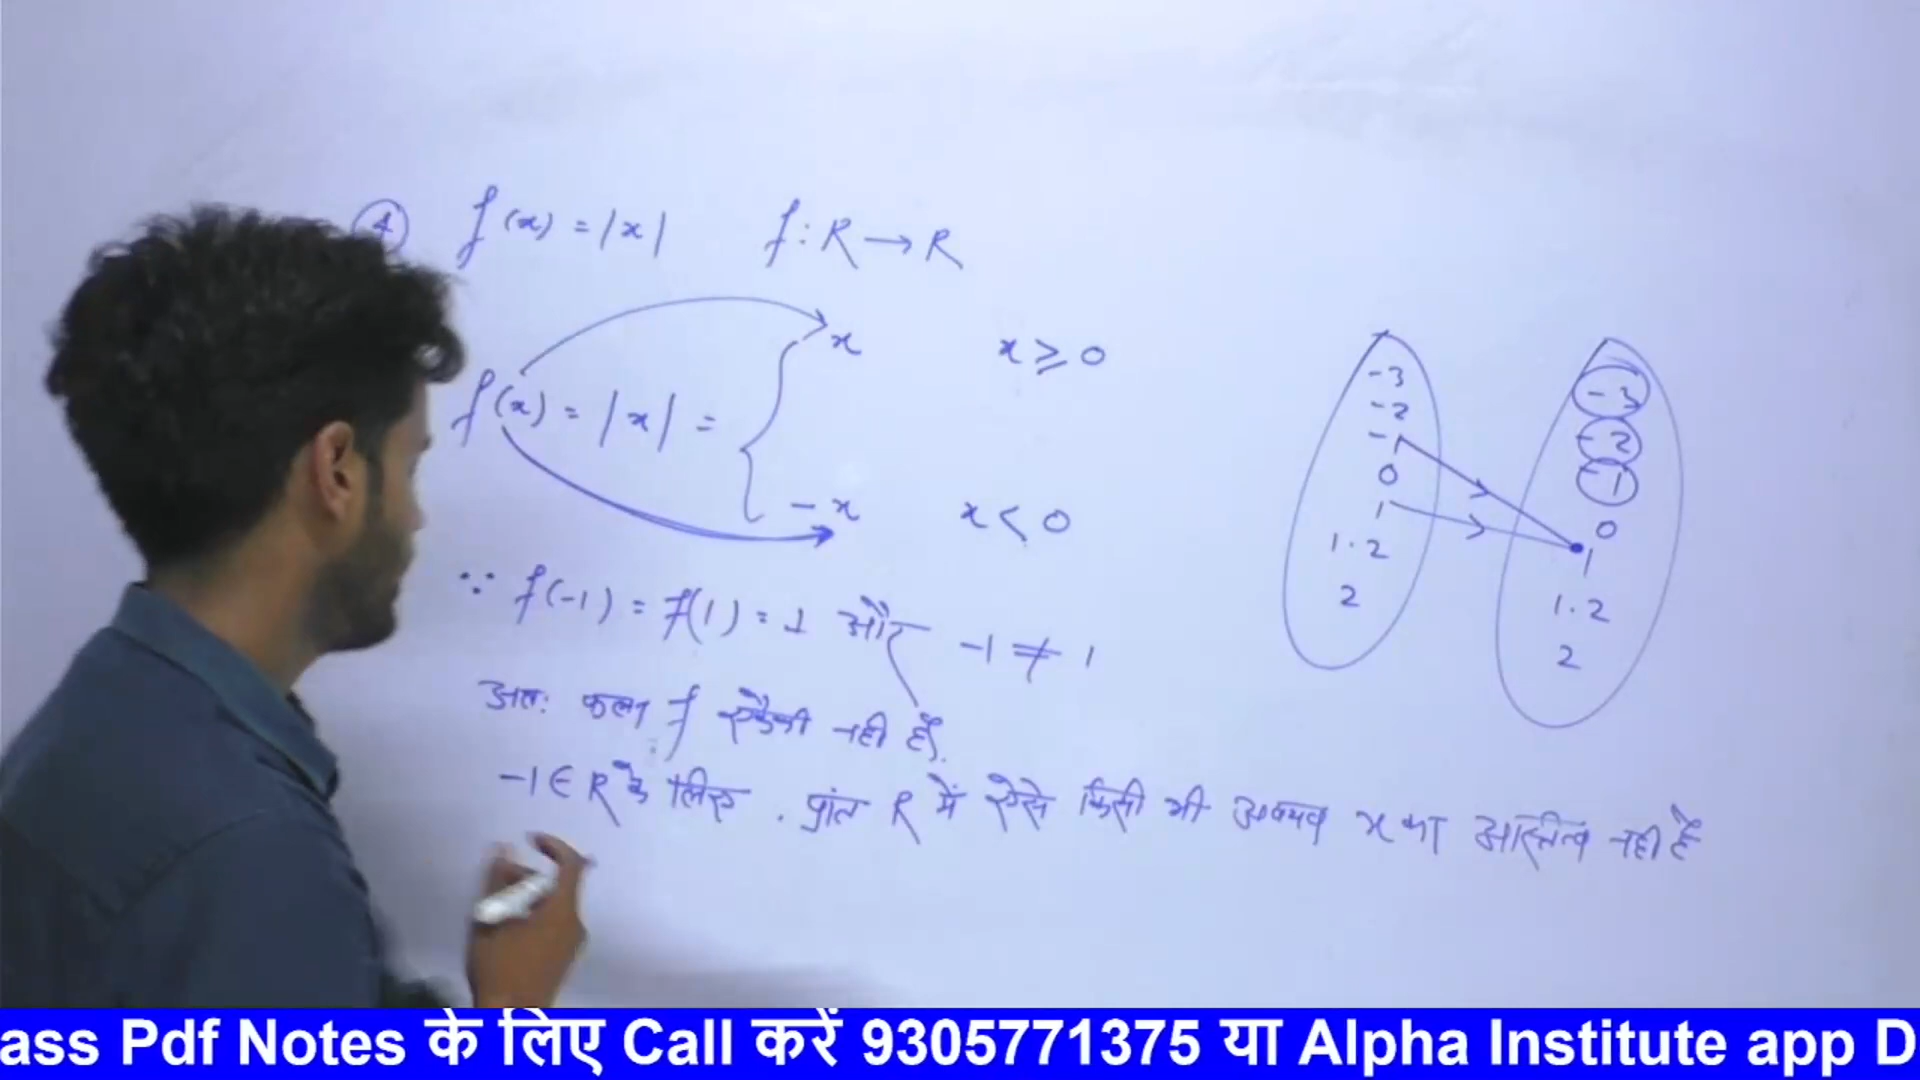 4 f(x) = |x| f: R → R
f(x) = |x| = { x x ⩾ 0
- x x < 0
∵ f(-1) = f(1) = 1 और -1 ≠ 1
अतः फलन f एकैकी नही है.
-1 ∈ R के लिए . प्रांत R में ऐसे किसी भी अवयव x का अस्तित्व नही है
-3
-2
-1
0
1
1.2
2
-3
-2
-1
0
1
1.2
2
ass Pdf Notes के लिए Call करें 9305771375 या Alpha Institute app D